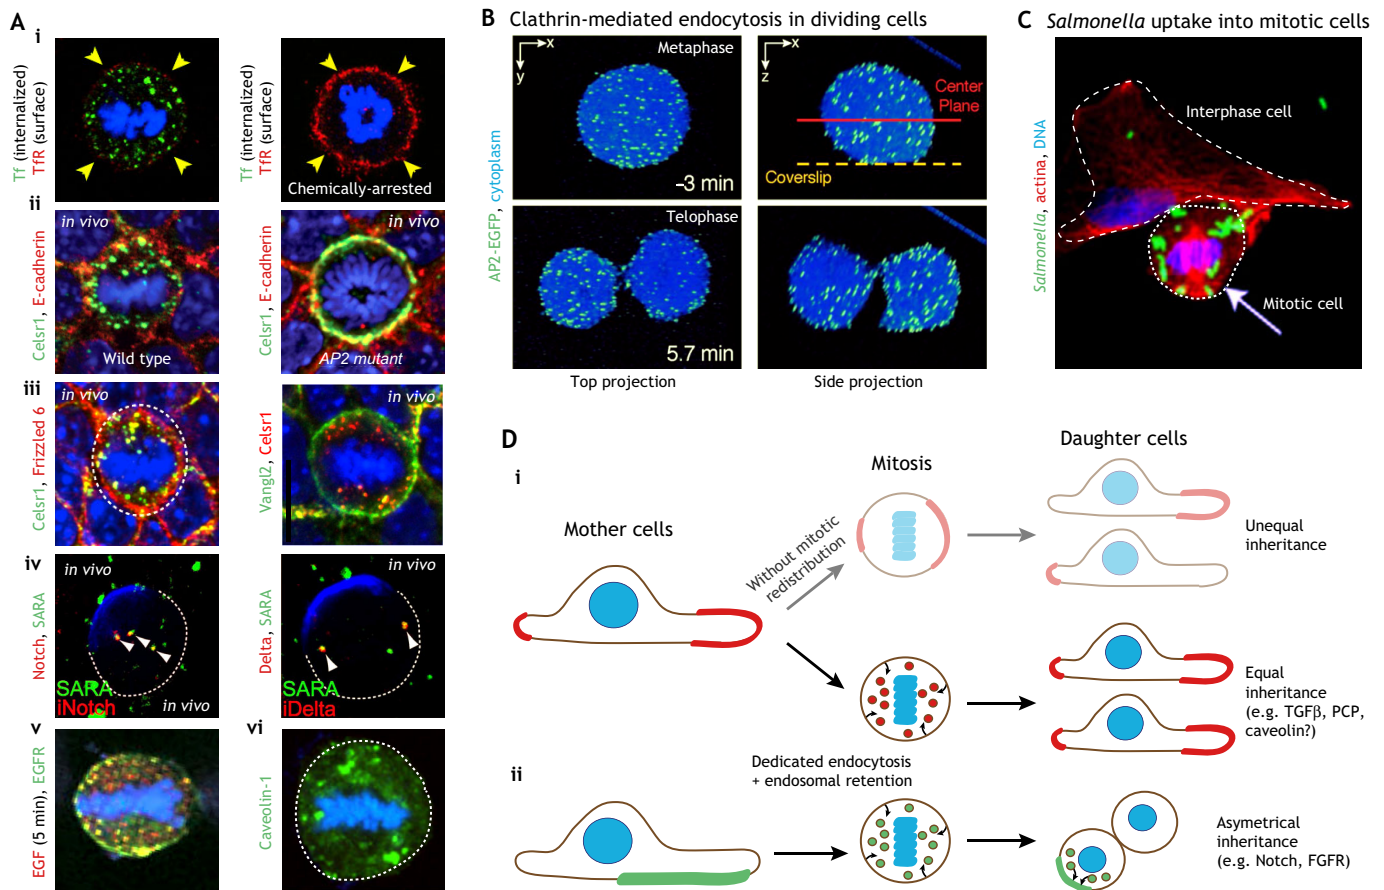 A
i
Tf (internalized)
TfR (surface)
Tf (internalized)
TfR (surface)
Chemically-arrested
ii
Celsr1, E-cadherin
in vivo
Wild type
Celsr1, E-cadherin
in vivo
AP2 mutant
iii
Celsr1, Frizzled 6
in vivo
Vangl2, Celsr1
in vivo
iv
Notch, SARA
in vivo
SARA
iNotch
in vivo
Delta, SARA
in vivo
SARA
iDelta
v
EGF (5 min), EGFR
vi
Caveolin-1
B Clathrin-mediated endocytosis in dividing cells
AP2-EGFP, cytoplasm
x
y
Metaphase
-3 min
x
z
Center
Plane
Coverslip
Telophase
5.7 min
Top projection
Side projection
C Salmonella uptake into mitotic cells
Salmonella, actina, DNA
Interphase cell
Mitotic cell
D
i
Mother cells
Mitosis
Daughter cells
Without mitotic
redistribution
Unequal
inheritance
Equal
inheritance
(e.g. TGFβ, PCP,
caveolin?)
Dedicated endocytosis
+ endosomal retention
ii
Asymetrical
inheritance
(e.g. Notch, FGFR)